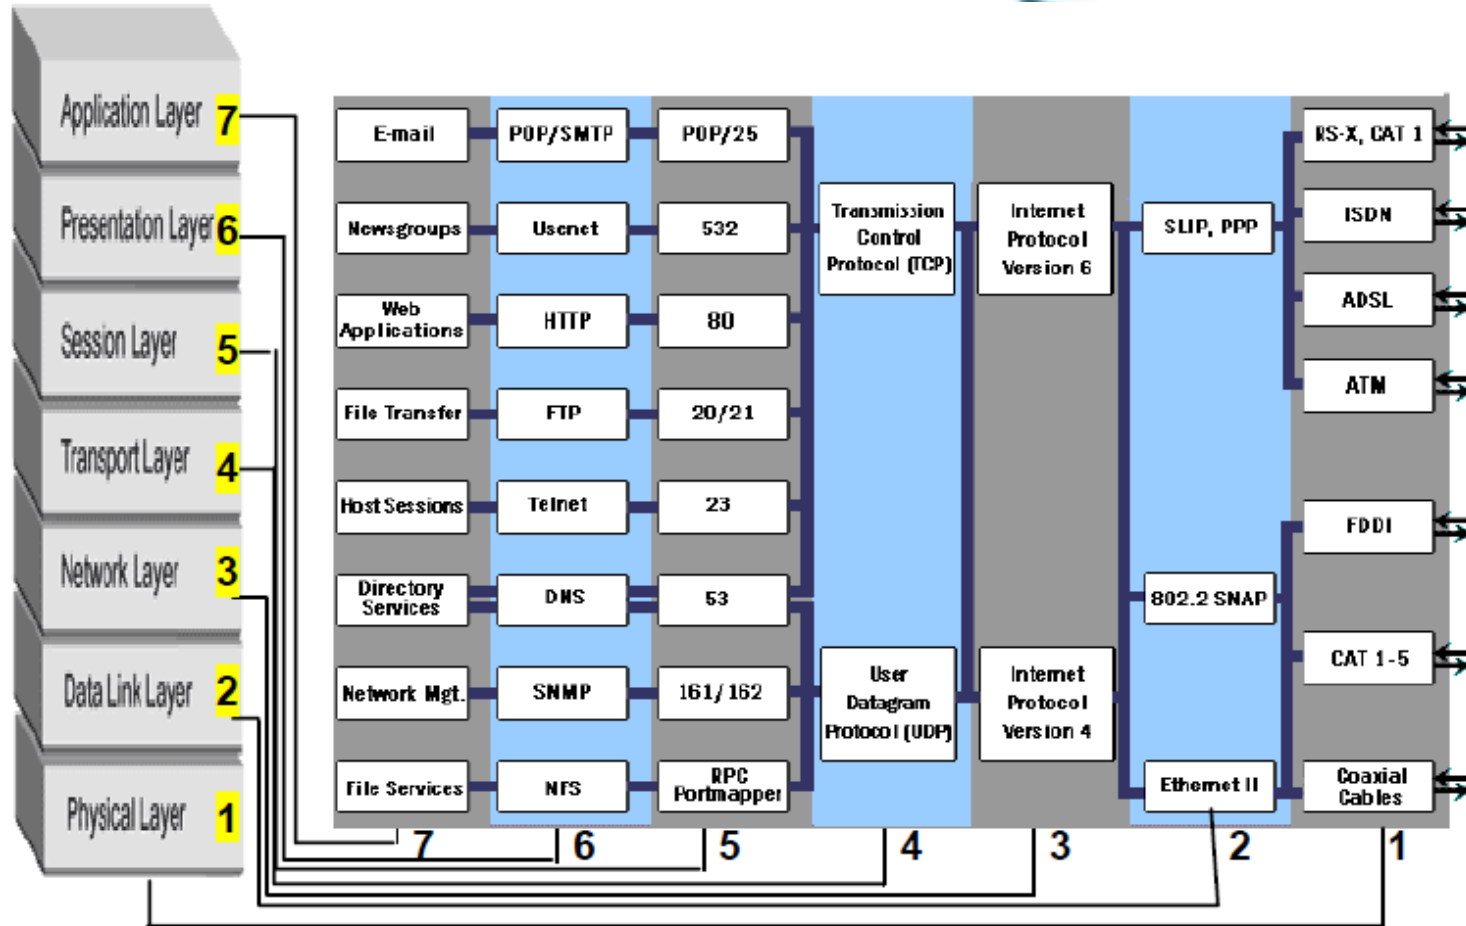 Application Layer 7
Presentation Layer 6
Session Layer 5
Transport Layer 4
Network Layer 3
Data Link Layer 2
Physical Layer 1
E-mail
POP/SMTP
POP/25
Newsgroups
Usenet
532
Web
Applications
HTTP
80
File Transfer
FTP
20/21
Host Sessions
Telnet
23
Directory
Services
DNS
53
Network Mgt.
SNMP
161/162
File Services
NFS
RPC
Portmapper
Transmission
Control
Protocol (TCP)
User
Datagram
Protocol (UDP)
Internet
Protocol
Version 6
Internet
Protocol
Version 4
SLIP, PPP
802.2 SNAP
Ethernet II
RS-X, CAT 1
ISDN
ADSL
ATM
FDDI
CAT 1-5
Coaxial
Cables
7 6 5 4 3 2 1